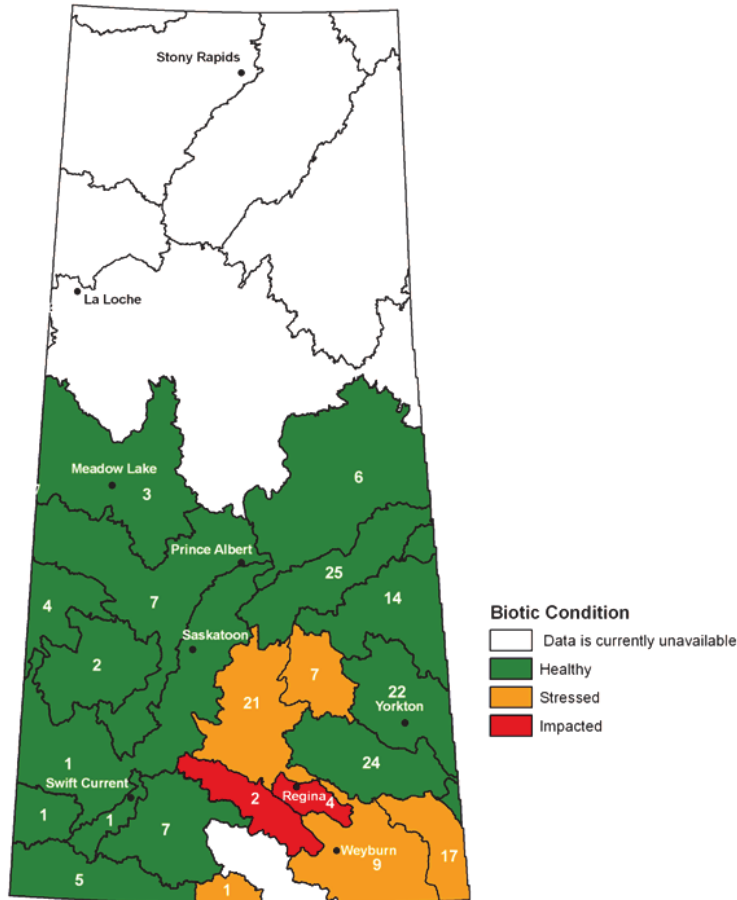 Stony Rapids
La Loche
Meadow Lake
3
6
Prince Albert
25
4
7
14
Saskatoon
2
7
21
22
Yorkton
1
24
Swift Current
2
Regina
4
1
1
7
Weyburn
9
17
5
1
Biotic Condition
Data is currently unavailable
Healthy
Stressed
Impacted